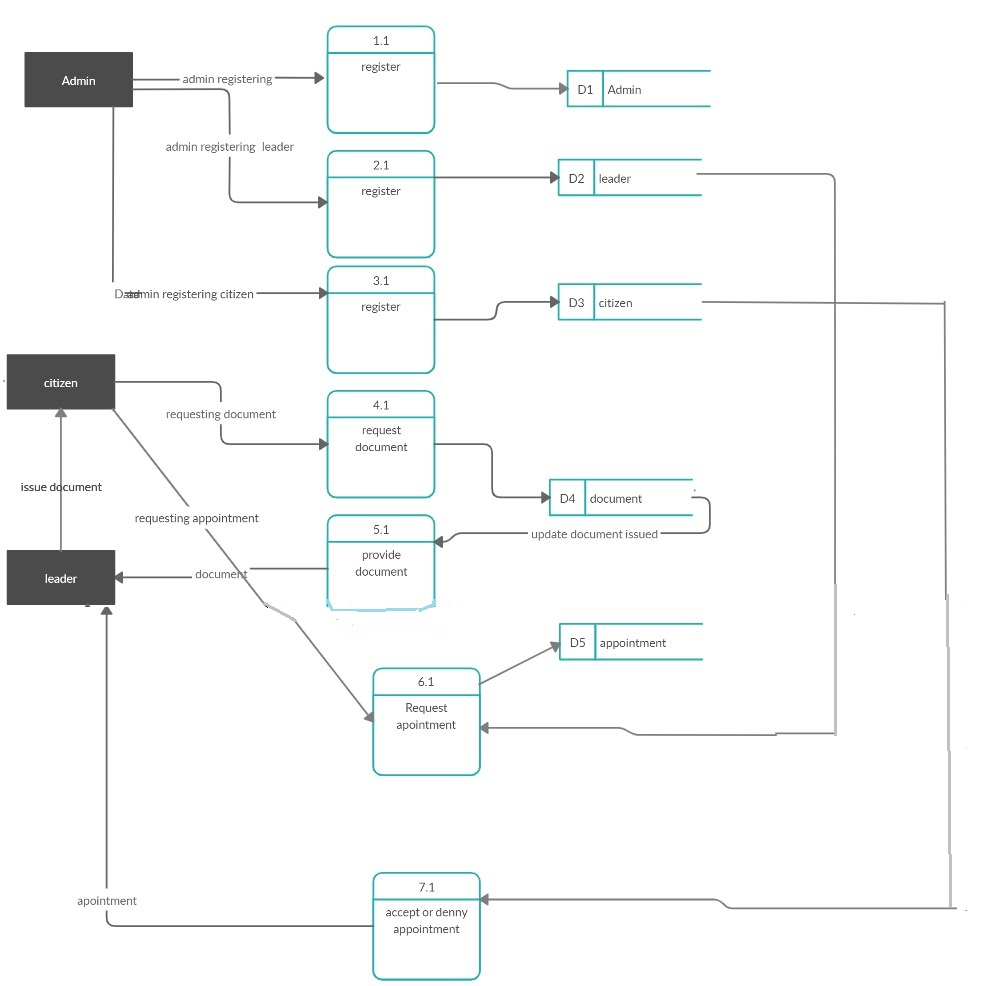 1.1
register
Admin
admin registering
D1 Admin
admin registering leader
2.1
register
D2 leader
3.1
register
admin registering citizen
D3 citizen
citizen
4.1
request
document
requesting document
issue document
D4 document
requesting appointment
5.1
provide
document
update document issued
leader
document
D5 appointment
6.1
Request
apointment
7.1
accept or denny
appointment
apointment